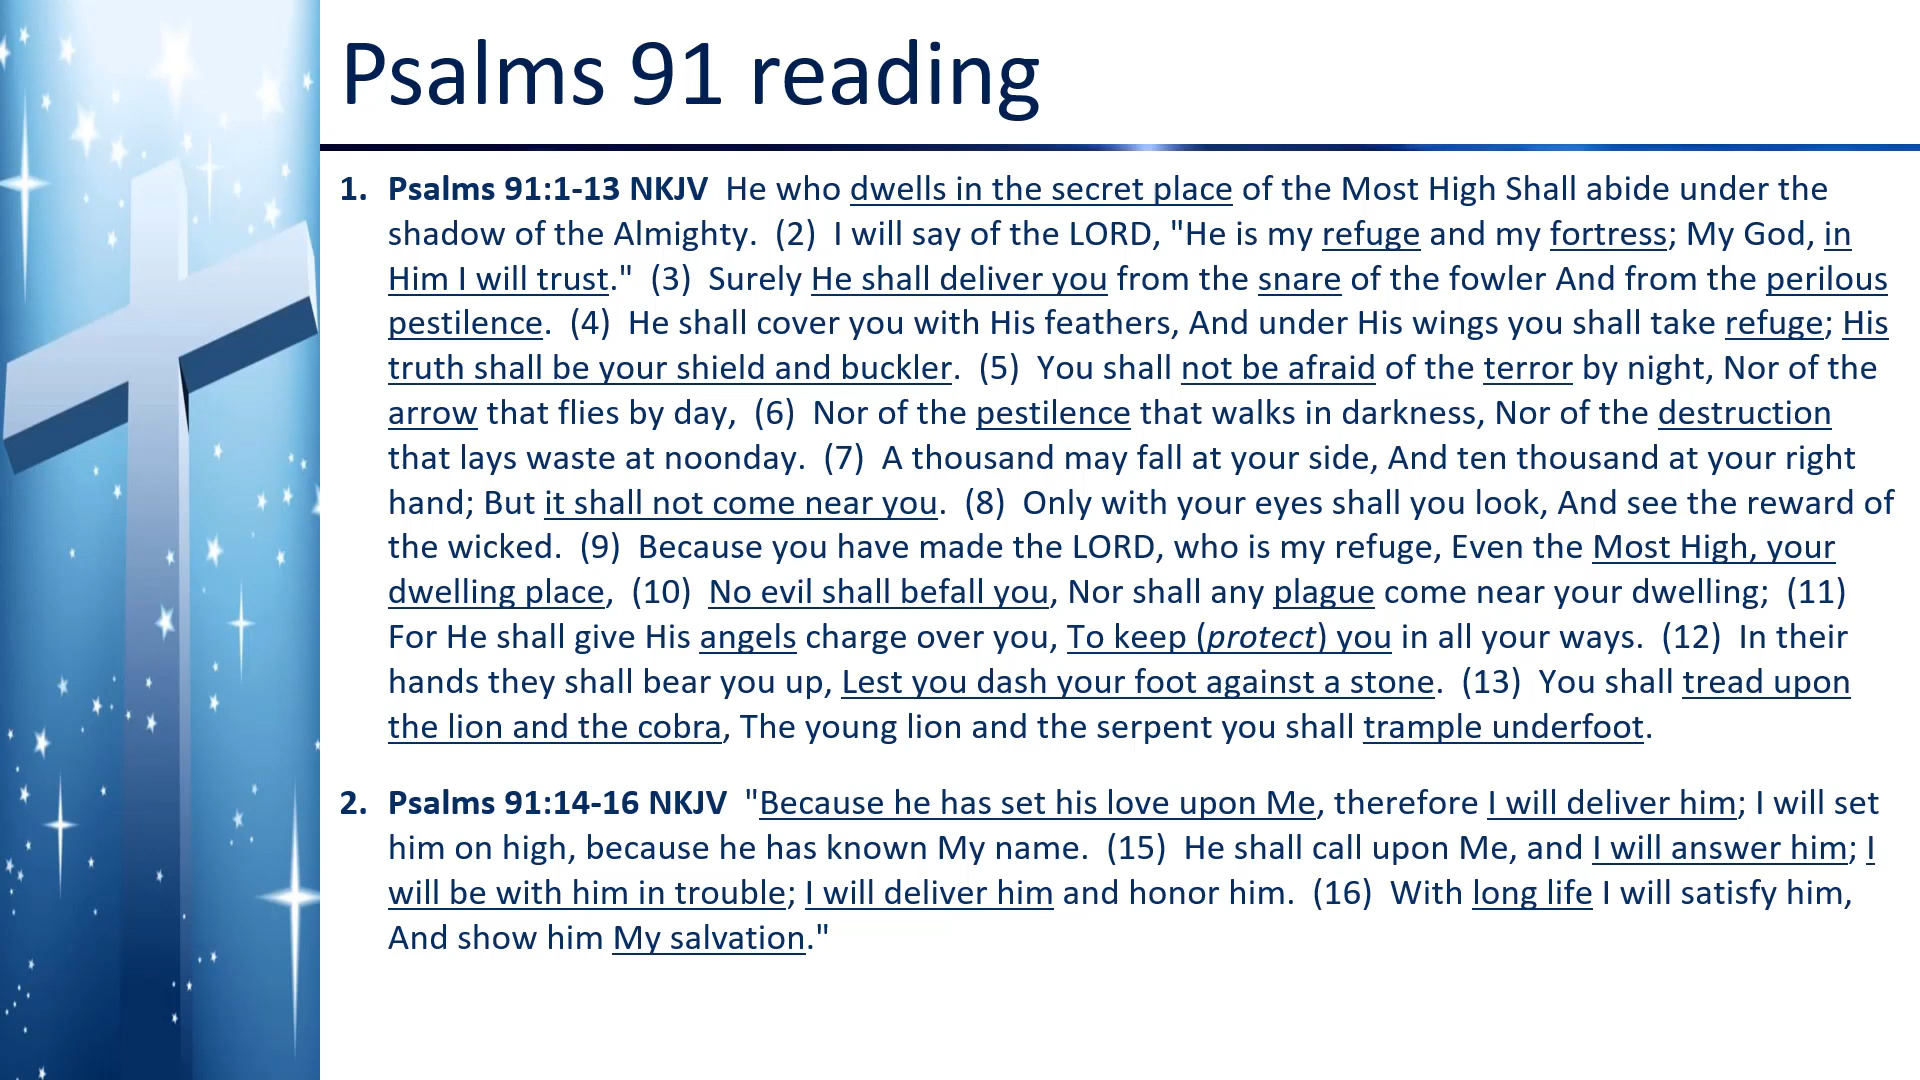 Psalms 91 reading
1. Psalms 91:1-13 NKJV  He who dwells in the secret place of the Most High Shall abide under the
shadow of the Almighty.  (2)  I will say of the LORD, "He is my refuge and my fortress; My God, in
Him I will trust."  (3)  Surely He shall deliver you from the snare of the fowler And from the perilous
pestilence.  (4)  He shall cover you with His feathers, And under His wings you shall take refuge; His
truth shall be your shield and buckler.  (5)  You shall not be afraid of the terror by night, Nor of the
arrow that flies by day,  (6)  Nor of the pestilence that walks in darkness, Nor of the destruction
that lays waste at noonday.  (7)  A thousand may fall at your side, And ten thousand at your right
hand; But it shall not come near you.  (8)  Only with your eyes shall you look, And see the reward of
the wicked.  (9)  Because you have made the LORD, who is my refuge, Even the Most High, your
dwelling place,  (10)  No evil shall befall you, Nor shall any plague come near your dwelling;  (11)
For He shall give His angels charge over you, To keep (protect) you in all your ways.  (12)  In their
hands they shall bear you up, Lest you dash your foot against a stone.  (13)  You shall tread upon
the lion and the cobra, The young lion and the serpent you shall trample underfoot.
2. Psalms 91:14-16 NKJV  "Because he has set his love upon Me, therefore I will deliver him; I will set
him on high, because he has known My name.  (15)  He shall call upon Me, and I will answer him; I
will be with him in trouble; I will deliver him and honor him.  (16)  With long life I will satisfy him,
And show him My salvation."